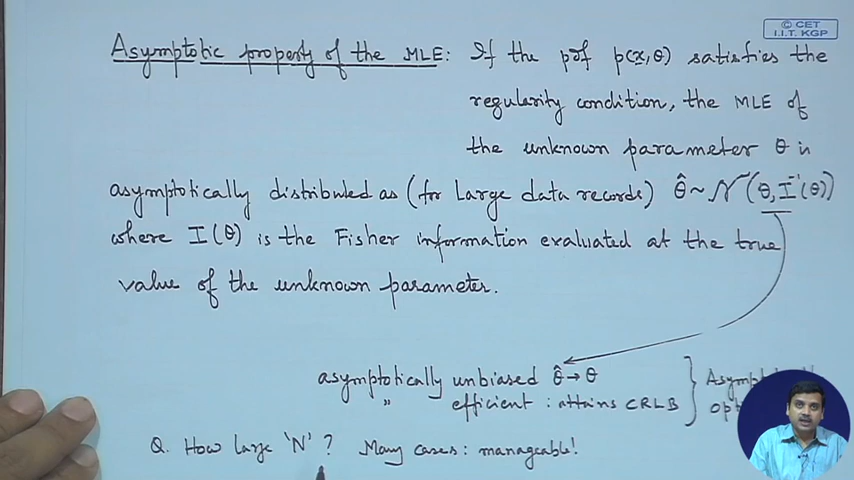 © CET
I.I.T. KGP
Asymptotic property of the MLE: If the pdf p(x, θ) satisfies the
regularity condition, the MLE of
the unknown parameter θ is
asymptotically distributed as (for large data records) θ̂ ~ N(θ, I⁻¹(θ))
where I(θ) is the Fisher information evaluated at the true
value of the unknown parameter.
asymptotically unbiased θ̂ → θ
" efficient : attains CRLB }
Q. How large 'N' ? Many cases : manageable!